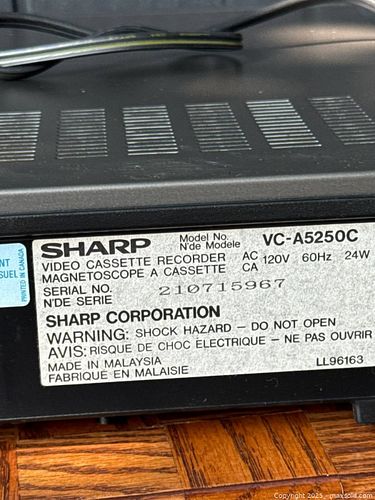 SHARP Model No. N'de Modele VC-A5250C
VIDEO CASSETTE RECORDER AC 120V 60Hz 24W
MAGNETOSCOPE A CASSETTE CA
SERIAL NO. 210715967
N'DE SERIE
SHARP CORPORATION
WARNING: SHOCK HAZARD – DO NOT OPEN
AVIS: RISQUE DE CHOC ELECTRIQUE – NE PAS OUVRIR
MADE IN MALAYSIA LL96163
FABRIQUE EN MALAISIE
NT
SUEL
PRINTED IN CANADA
Copyright 2025 - maxsold.com